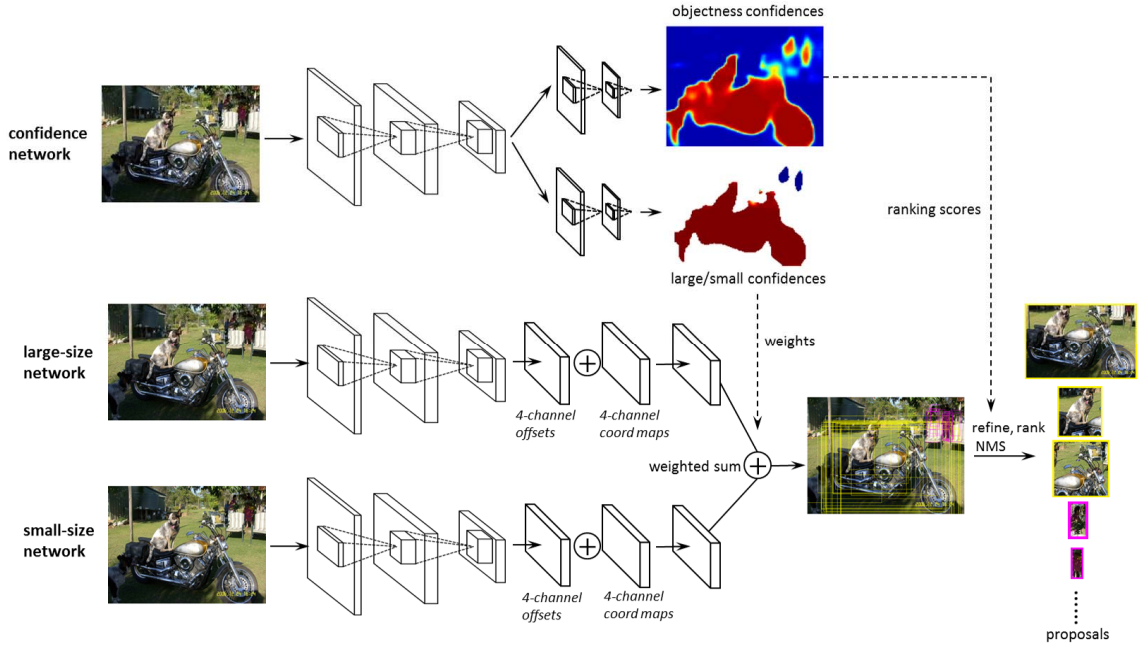 objectness confidences
confidence
network
ranking scores
large/small confidences
large-size
network
weights
4-channel
offsets
4-channel
coord maps
refine, rank
NMS
weighted sum
small-size
network
4-channel
offsets
4-channel
coord maps
proposals